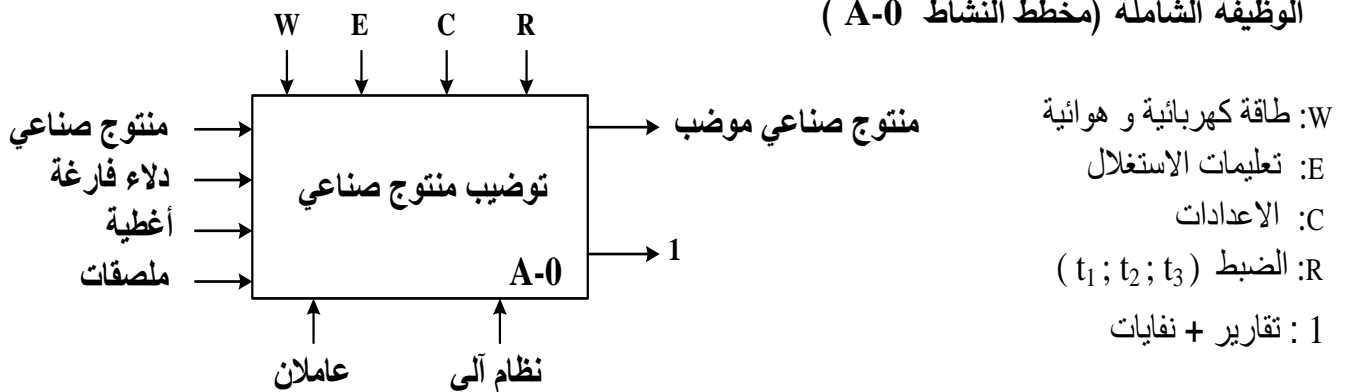 الوظيفة الشاملة (مخطط النشاط A-0 )
W E C R
منتوج صناعي
دلاء فارغة
أغطية
ملصقات
توضيب منتوج صناعي
A-0
منتوج صناعي موضب
1
عاملان
نظام آلي
W: طاقة كهربائية و هوائية
E: تعليمات الاستغلال
C: الاعدادات
R: الضبط ( t₁ ; t₂ ; t₃ )
1 : تقارير + نفايات